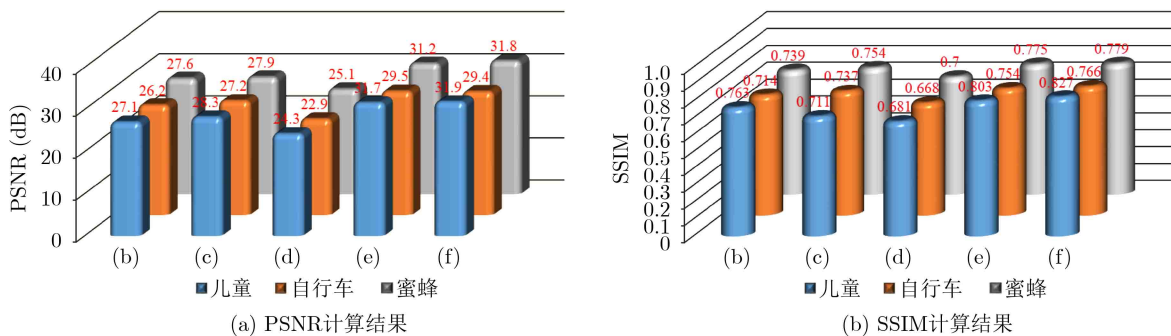 PSNR (dB)
40
30
20
10
0
27.1 26.2 27.6
28.3 27.2 27.9
24.3 22.9 25.1
31.7 29.5 31.2
31.9 29.4 31.8
(b) (c) (d) (e) (f)
儿童 自行车 蜜蜂
(a) PSNR计算结果
SSIM
1.0
0.9
0.8
0.7
0.6
0.5
0.4
0.3
0.2
0.1
0
0.763 0.714 0.739
0.711 0.737 0.754
0.681 0.668 0.7
0.803 0.754 0.775
0.827 0.766 0.779
(b) (c) (d) (e) (f)
儿童 自行车 蜜蜂
(b) SSIM计算结果